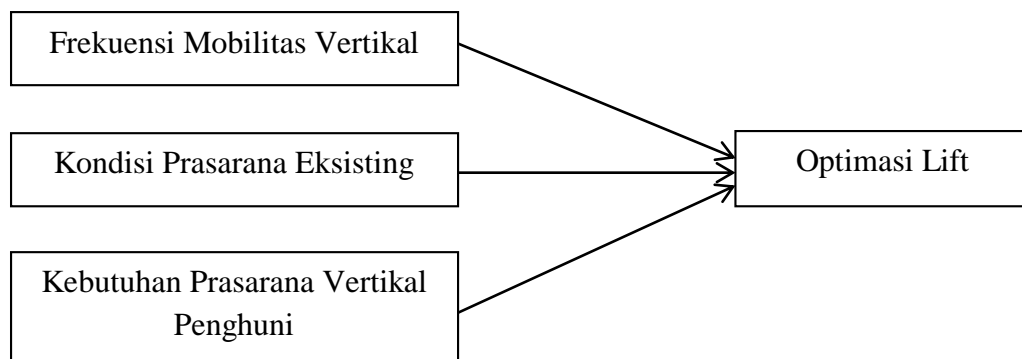 Frekuensi Mobilitas Vertikal
Kondisi Prasarana Eksisting
Optimasi Lift
Kebutuhan Prasarana Vertikal
Penghuni